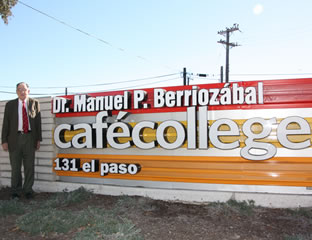 Dr. Manuel P. Berriozábal
cafécollege
131 el paso